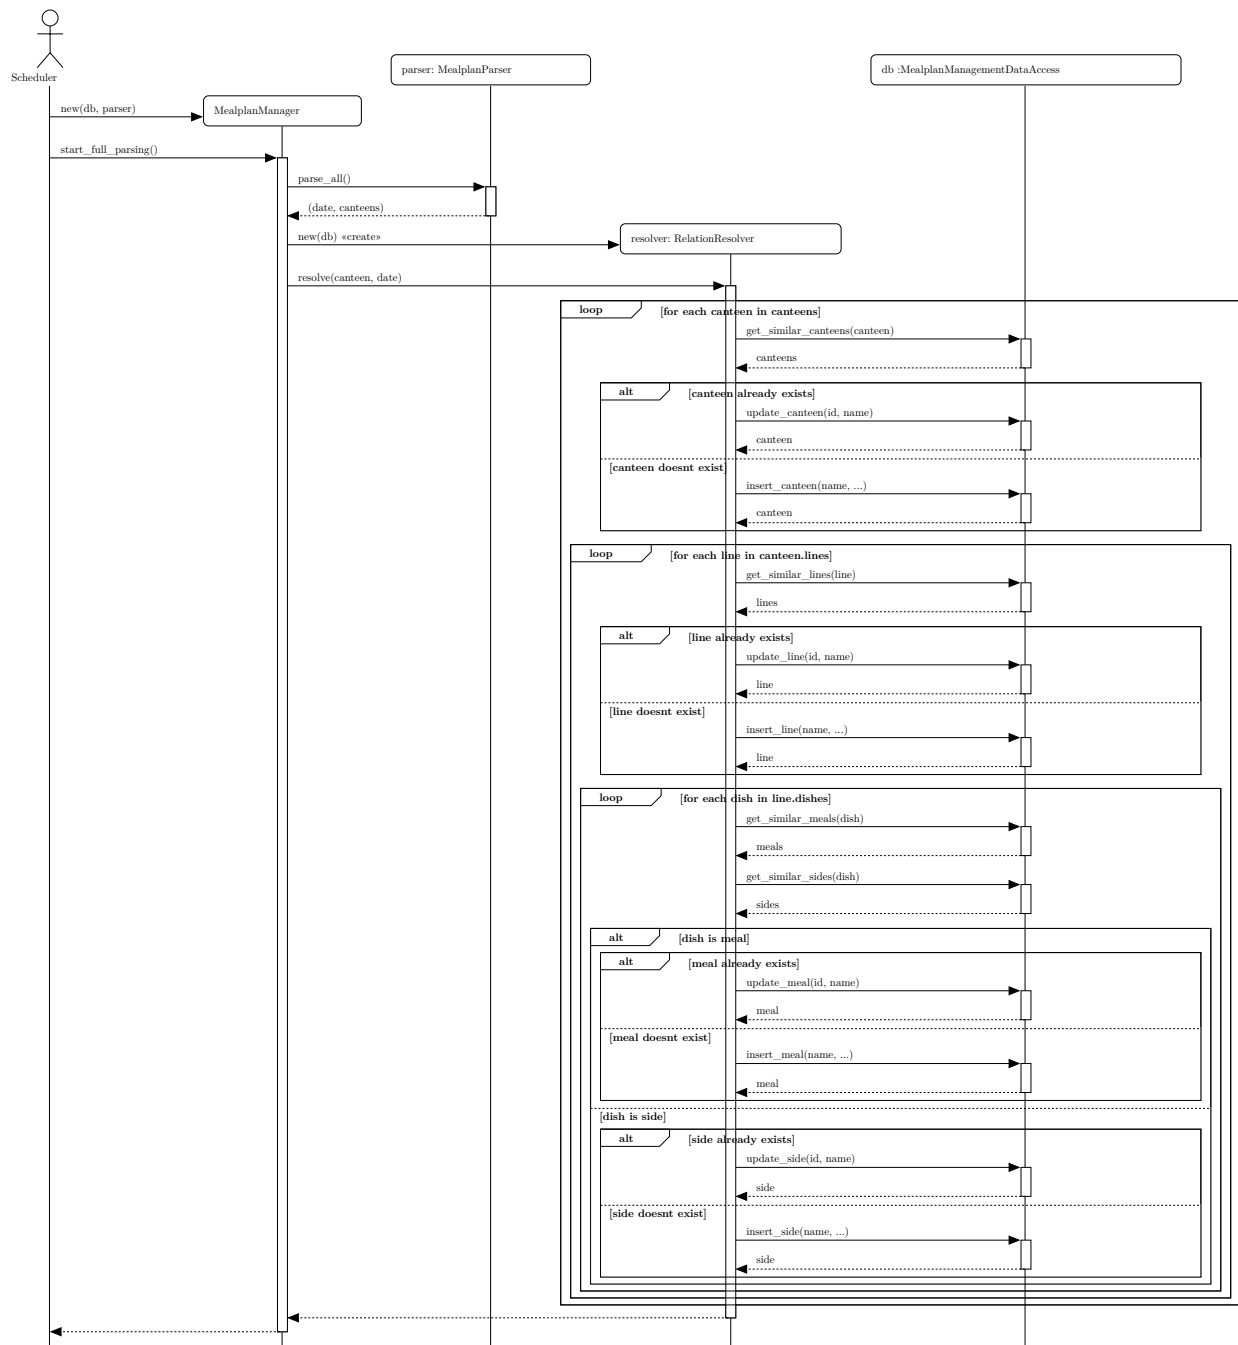 Scheduler
parser: MealplanParser
db :MealplanManagementDataAccess
new(db, parser)
MealplanManager
start_full_parsing()
parse_all()
(date, canteens)
new(db) «create»
resolver: RelationResolver
resolve(canteen, date)
loop
[for each canteen in canteens]
get_similar_canteens(canteen)
canteens
alt
[canteen already exists]
update_canteen(id, name)
canteen
[canteen doesnt exist]
insert_canteen(name, ...)
canteen
loop
[for each line in canteen.lines]
get_similar_lines(line)
lines
alt
[line already exists]
update_line(id, name)
line
[line doesnt exist]
insert_line(name, ...)
line
loop
[for each dish in line.dishes]
get_similar_meals(dish)
meals
get_similar_sides(dish)
sides
alt
[dish is meal]
alt
[meal already exists]
update_meal(id, name)
meal
[meal doesnt exist]
insert_meal(name, ...)
meal
[dish is side]
alt
[side already exists]
update_side(id, name)
side
[side doesnt exist]
insert_side(name, ...)
side